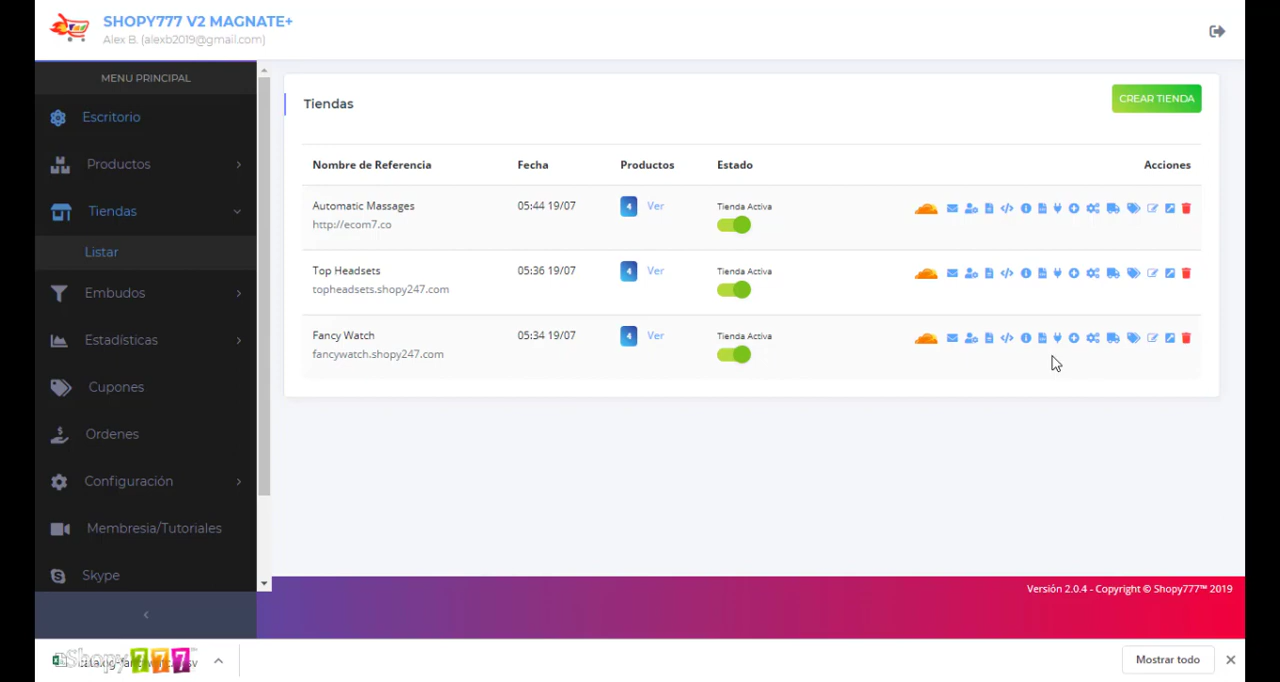 SHOPY777 V2 MAGNATE+
Alex B. (alexb2019@gmail.com)
MENU PRINCIPAL
Escritorio
Productos
Tiendas
Listar
Embudos
Estadísticas
Cupones
Ordenes
Configuración
Membresia/Tutoriales
Skype
Tiendas
CREAR TIENDA
Nombre de Referencia Fecha Productos Estado Acciones
Automatic Massages 05:44 19/07 4 Ver Tienda Activa
http://ecom7.co
Top Headsets 05:36 19/07 4 Ver Tienda Activa
topheadsets.shopy247.com
Fancy Watch 05:34 19/07 4 Ver Tienda Activa
fancywatch.shopy247.com
Versión 2.0.4 - Copyright © Shopy777™ 2019
Shopy777
Mostrar todo